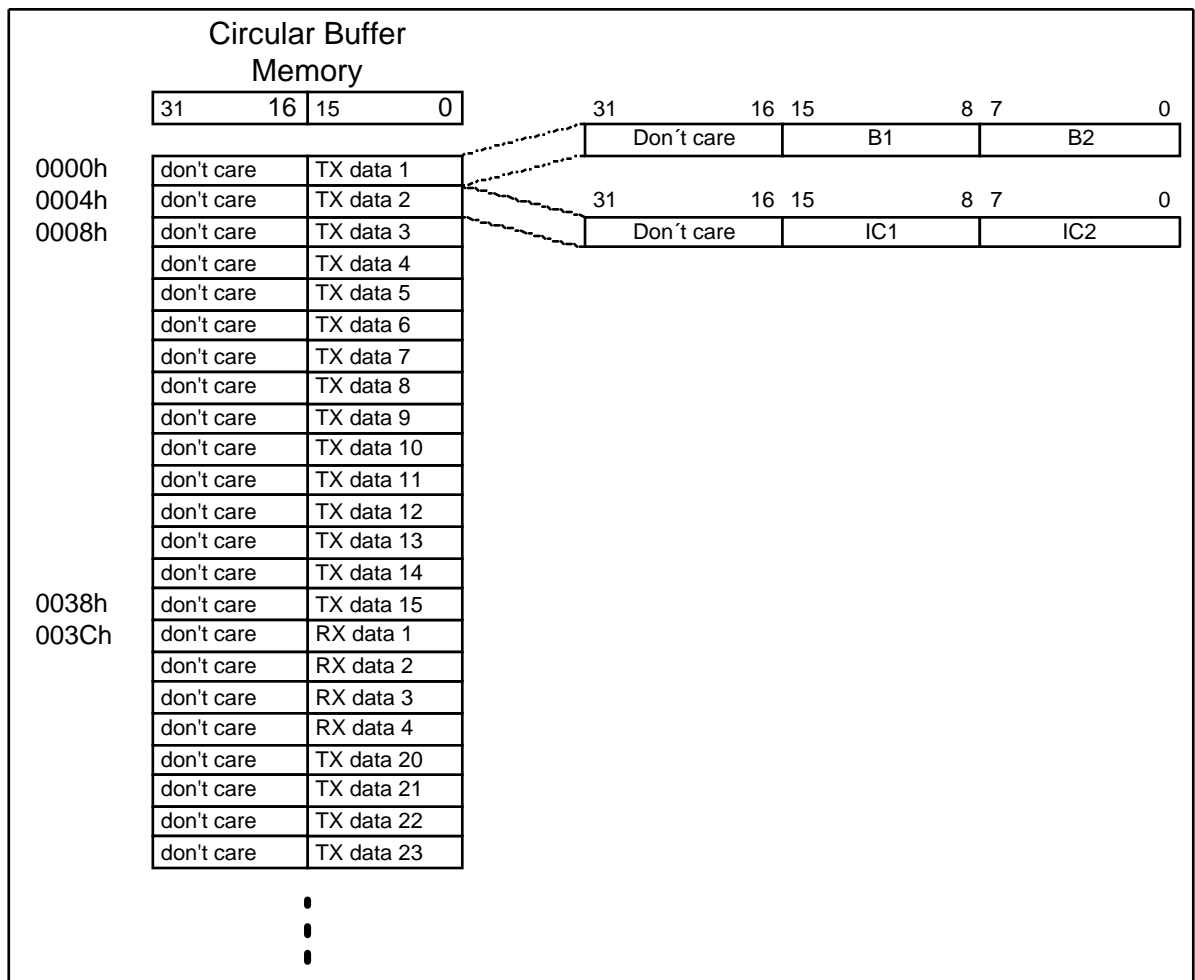 Circular Buffer
Memory
31 16 15 0
31 16 15 8 7 0
Don´t care B1 B2
0000h don't care TX data 1
0004h don't care TX data 2
31 16 15 8 7 0
0008h don't care TX data 3
Don´t care IC1 IC2
don't care TX data 4
don't care TX data 5
don't care TX data 6
don't care TX data 7
don't care TX data 8
don't care TX data 9
don't care TX data 10
don't care TX data 11
don't care TX data 12
don't care TX data 13
don't care TX data 14
0038h don't care TX data 15
003Ch don't care RX data 1
don't care RX data 2
don't care RX data 3
don't care RX data 4
don't care TX data 20
don't care TX data 21
don't care TX data 22
don't care TX data 23